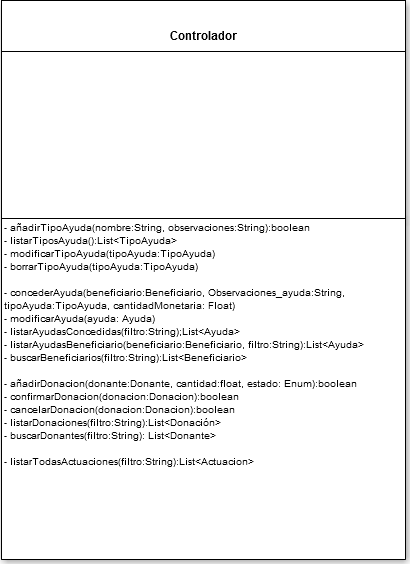 Controlador
- añadirTipoAyuda(nombre:String, observaciones:String):boolean
- listarTiposAyuda():List<TipoAyuda>
- modificarTipoAyuda(tipoAyuda:TipoAyuda)
- borrarTipoAyuda(tipoAyuda:TipoAyuda)
- concederAyuda(beneficiario:Beneficiario, Observaciones_ayuda:String,
tipoAyuda:TipoAyuda, cantidadMonetaria: Float)
- modificarAyuda(ayuda: Ayuda)
- listarAyudasConcedidas(filtro:String);List<Ayuda>
- listarAyudasBeneficiario(beneficiario:Beneficiario, filtro:String):List<Ayuda>
- buscarBeneficiarios(filtro:String):List<Beneficiario>
- añadirDonacion(donante:Donante, cantidad:float, estado: Enum):boolean
- confirmarDonacion(donacion:Donacion):boolean
- cancelarDonacion(donacion:Donacion):boolean
- listarDonaciones(filtro:String):List<Donación>
- buscarDonantes(filtro:String): List<Donante>
- listarTodasActuaciones(filtro:String):List<Actuacion>